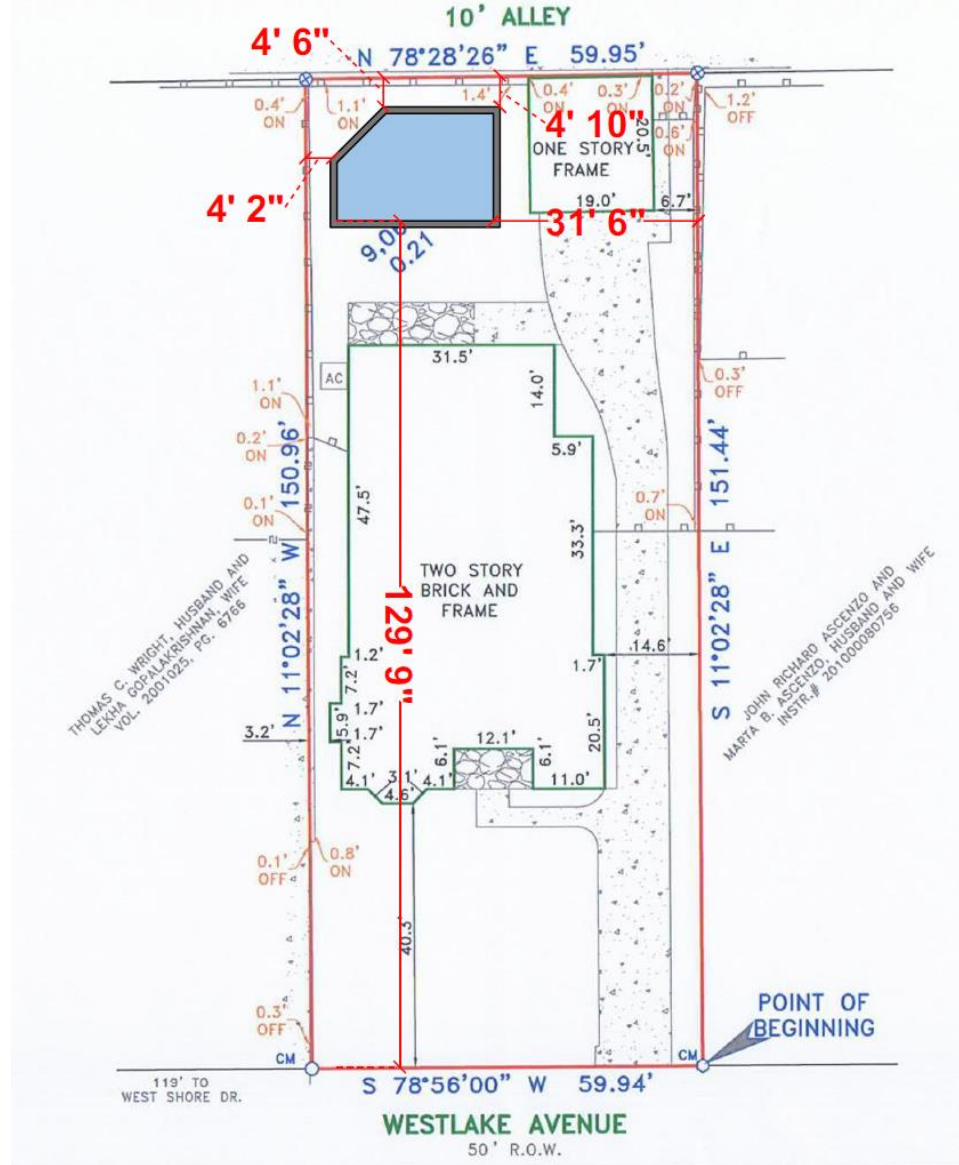 10' ALLEY
4' 6"
N 78°28'26" E 59.95'
0.4'
ON
1.1'
ON
1.4'
0.4'
ON
0.3'
ON
0.2'
ON
1.2'
OFF
0.6'
ON
4' 10"
20.5'
ONE STORY
FRAME
4' 2"
19.0'
6.7'
31' 6"
9,06
0.21
31.5'
AC
14.0'
0.3'
OFF
1.1'
ON
0.2'
ON
5.9'
N 11°02'28" W 150.96'
S 11°02'28" E 151.44'
47.5'
0.1'
ON
0.7'
ON
33.3'
TWO STORY
BRICK AND
FRAME
129' 9"
THOMAS C. WRIGHT, HUSBAND AND
LEKHA GOPALAKRISHNAN, WIFE
VOL. 2001025, PG. 6766
JOHN RICHARD ASCENZO AND
MARTA B. ASCENZO, HUSBAND AND WIFE
INSTR.# 201000080756
14.6'
1.2'
1.7'
7.2'
1.7'
5.9'
1.7'
3.2'
7.2'
12.1'
6.1'
6.1'
20.5'
4.1'
3.1'
4.1'
4.6'
11.0'
0.1'
OFF
0.8'
ON
40.3'
0.3'
OFF
POINT OF
BEGINNING
CM
CM
119' TO
WEST SHORE DR.
S 78°56'00" W 59.94'
WESTLAKE AVENUE
50' R.O.W.